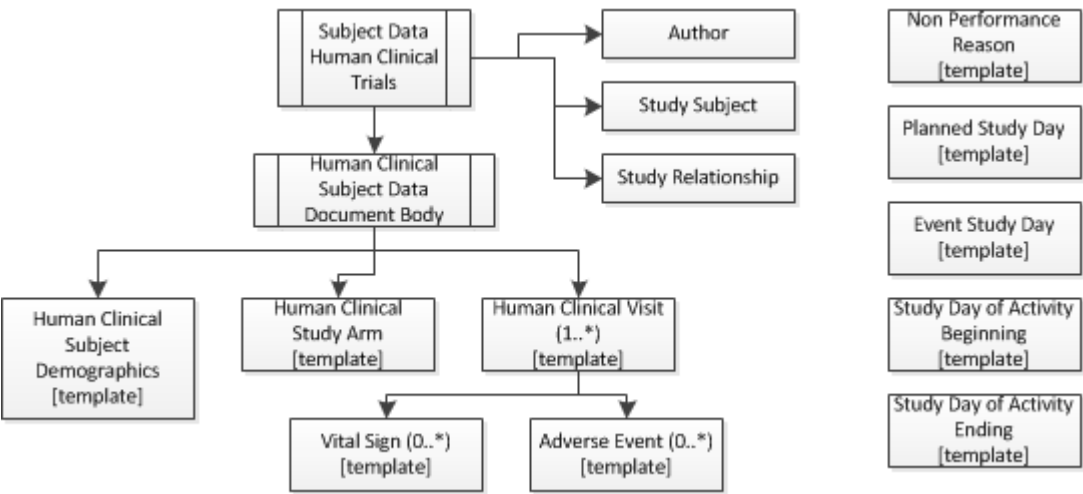 Subject Data
Human Clinical
Trials
Author
Study Subject
Study Relationship
Human Clinical
Subject Data
Document Body
Human Clinical
Subject
Demographics
[template]
Human Clinical
Study Arm
[template]
Human Clinical Visit
(1..*)
[template]
Vital Sign (0..*)
[template]
Adverse Event (0..*)
[template]
Non Performance
Reason
[template]
Planned Study Day
[template]
Event Study Day
[template]
Study Day of Activity
Beginning
[template]
Study Day of Activity
Ending
[template]